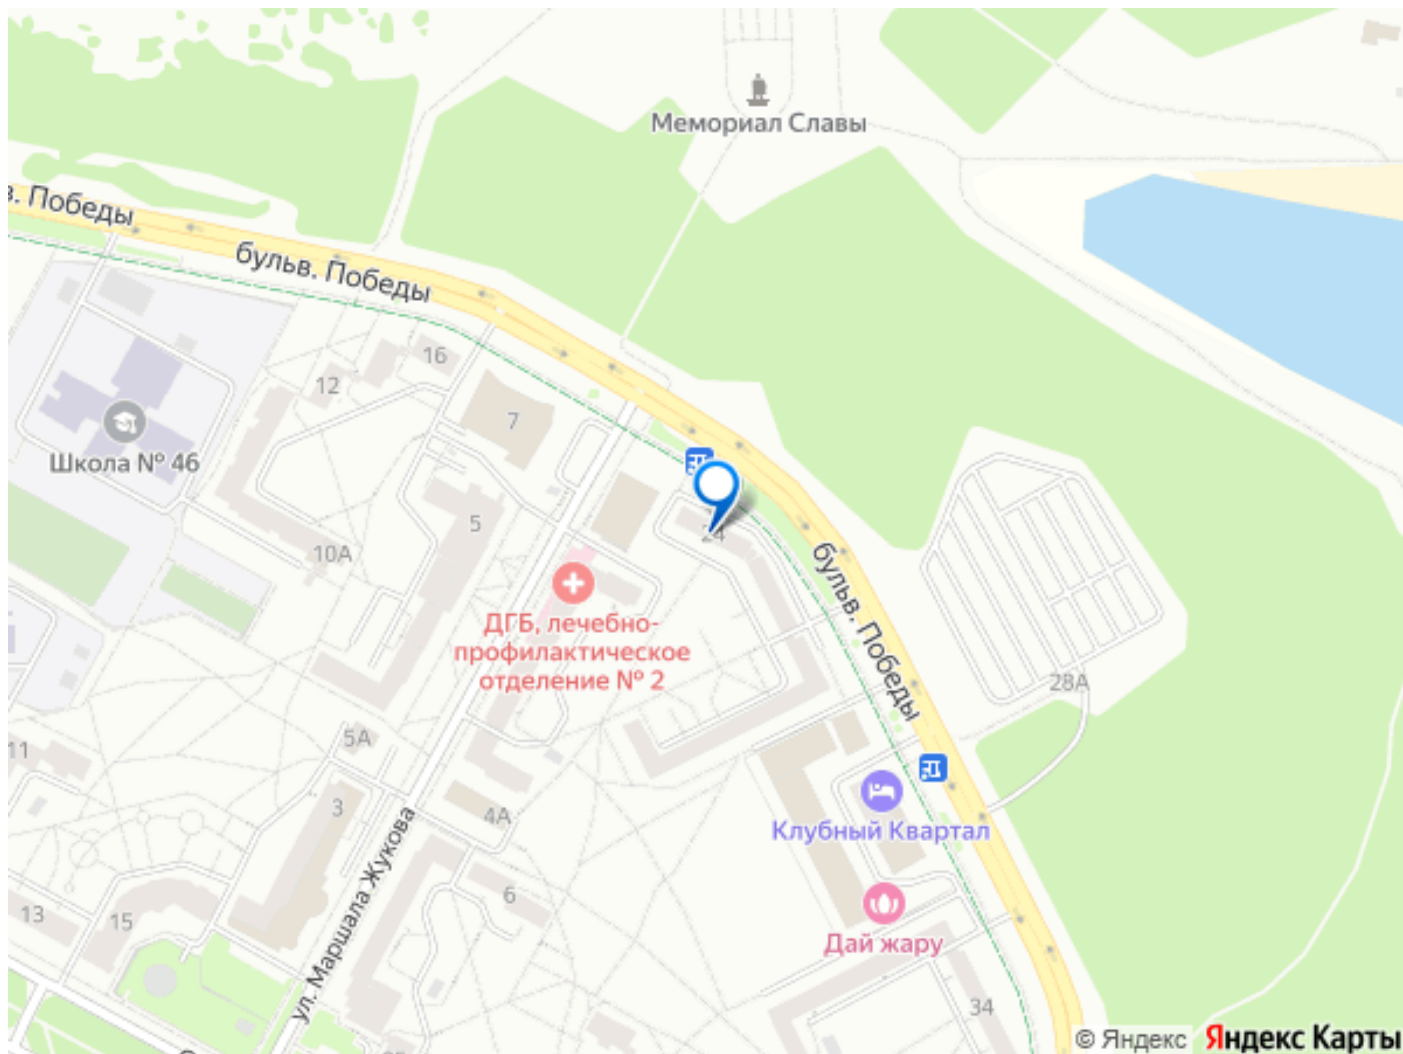 Мемориал Славы
в. Победы
бульв. Победы
16
12
7
Школа № 46
5
24
10А
бульв. Победы
ДГБ, лечебно-
профилактическое
отделение № 2
28А
5А
11
3
4А
Клубный Квартал
ул. Маршала Жукова
6
13
15
Дай жару
34
© Яндекс Яндекс Карты